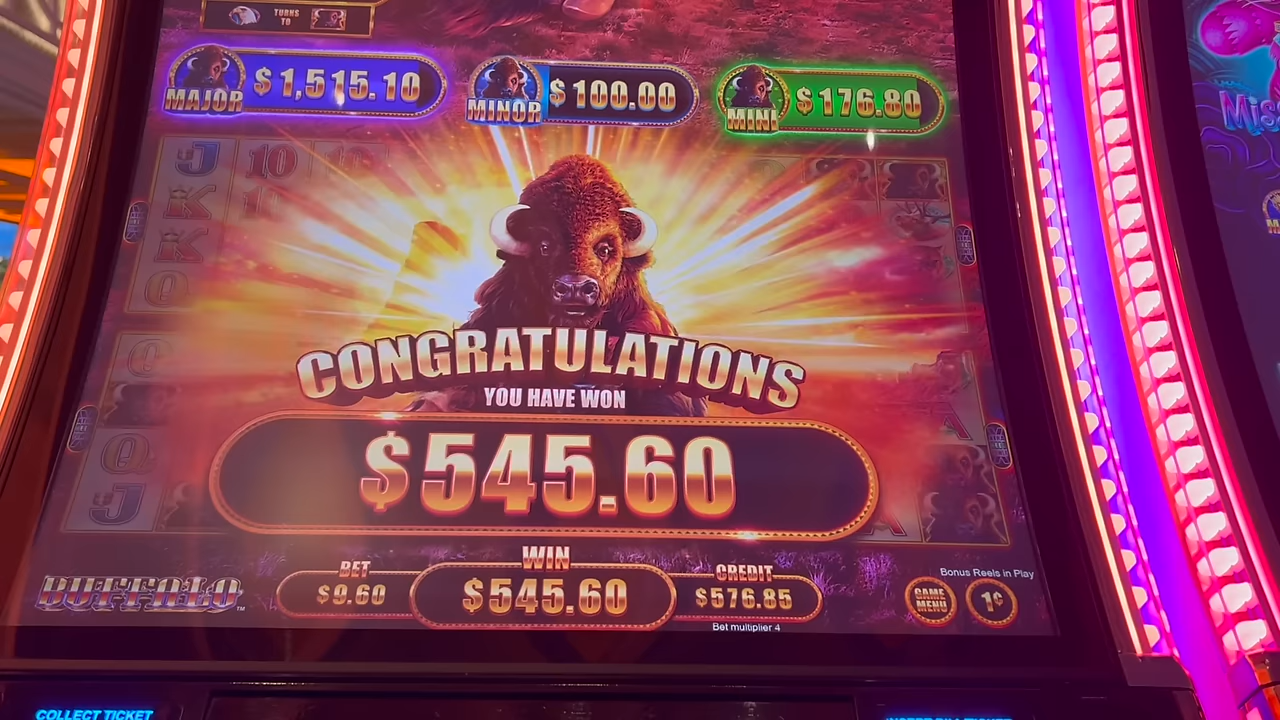 TURNS
TO
MAJOR $1,515.10
MINOR $100.00
MINI $176.80
J 10
K
K
Q
CONGRATULATIONS
YOU HAVE WON
$545.60
Q
J
A
BUFFALO™
BET
$9.60
WIN
$545.60
CREDIT
$576.85
Bet multiplier 4
Bonus Reels in Play
GAME
MENU
1¢
COLLECT TICKET